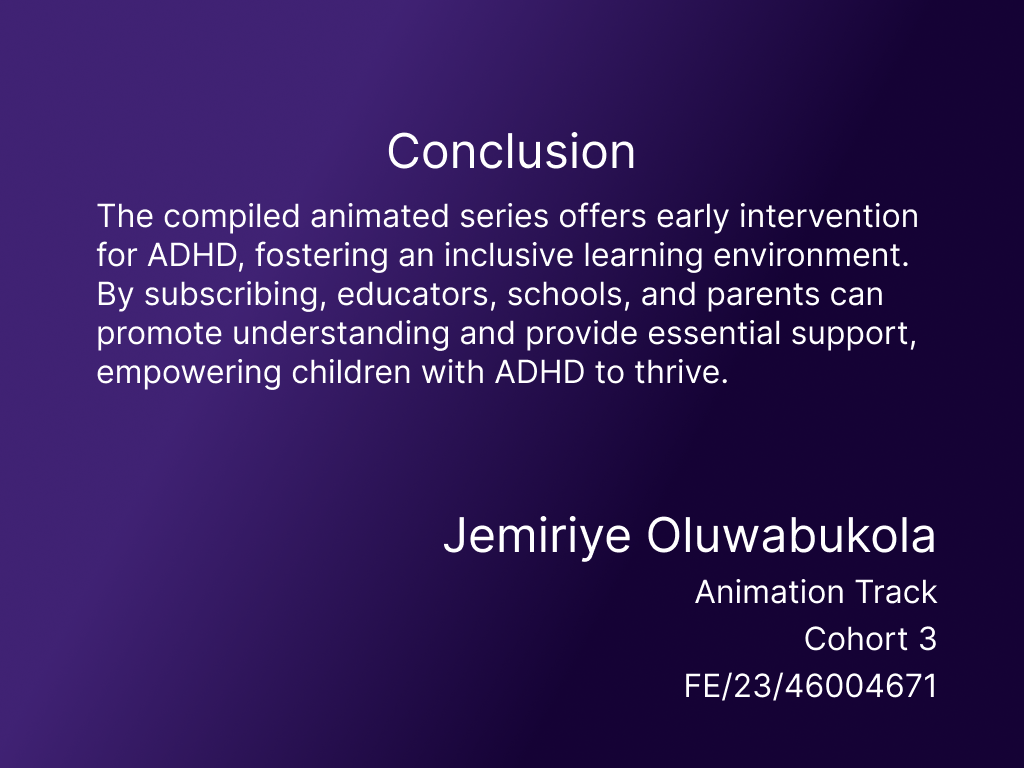 Conclusion
The compiled animated series offers early intervention
for ADHD, fostering an inclusive learning environment.
By subscribing, educators, schools, and parents can
promote understanding and provide essential support,
empowering children with ADHD to thrive.
Jemiriye Oluwabukola
Animation Track
Cohort 3
FE/23/46004671